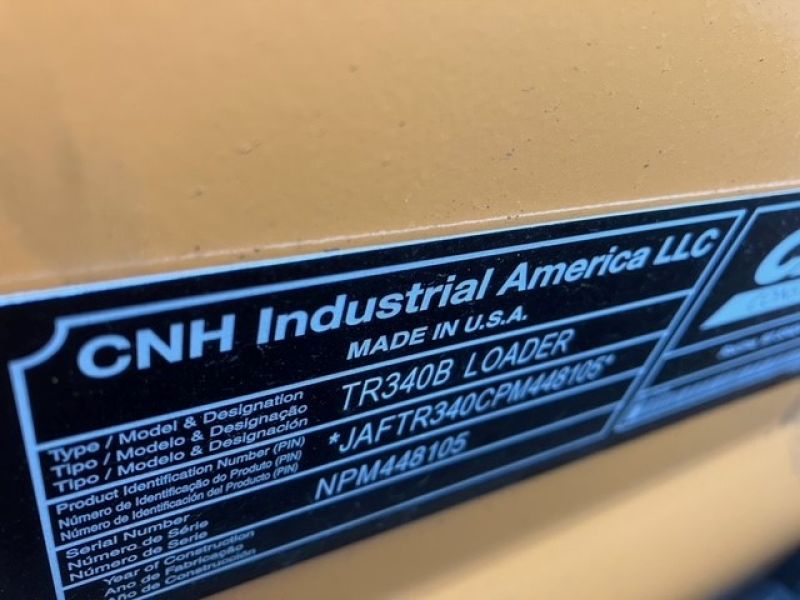 CNH Industrial America LLC
MADE IN U.S.A.
Type / Model & Designation
Tipo / Modelo & Designação
Tipo / Modelo & Designación
TR340B LOADER
Product Identification Number (PIN)
Número de Identificação do Produto (PIN)
Número de Identificación del Producto (PIN)
*JAFTR340CPM448105*
Serial Number
Número de Série
Número de Serie
NPM448105
Year of Construction
Ano de Fabricação
Año de Construcción